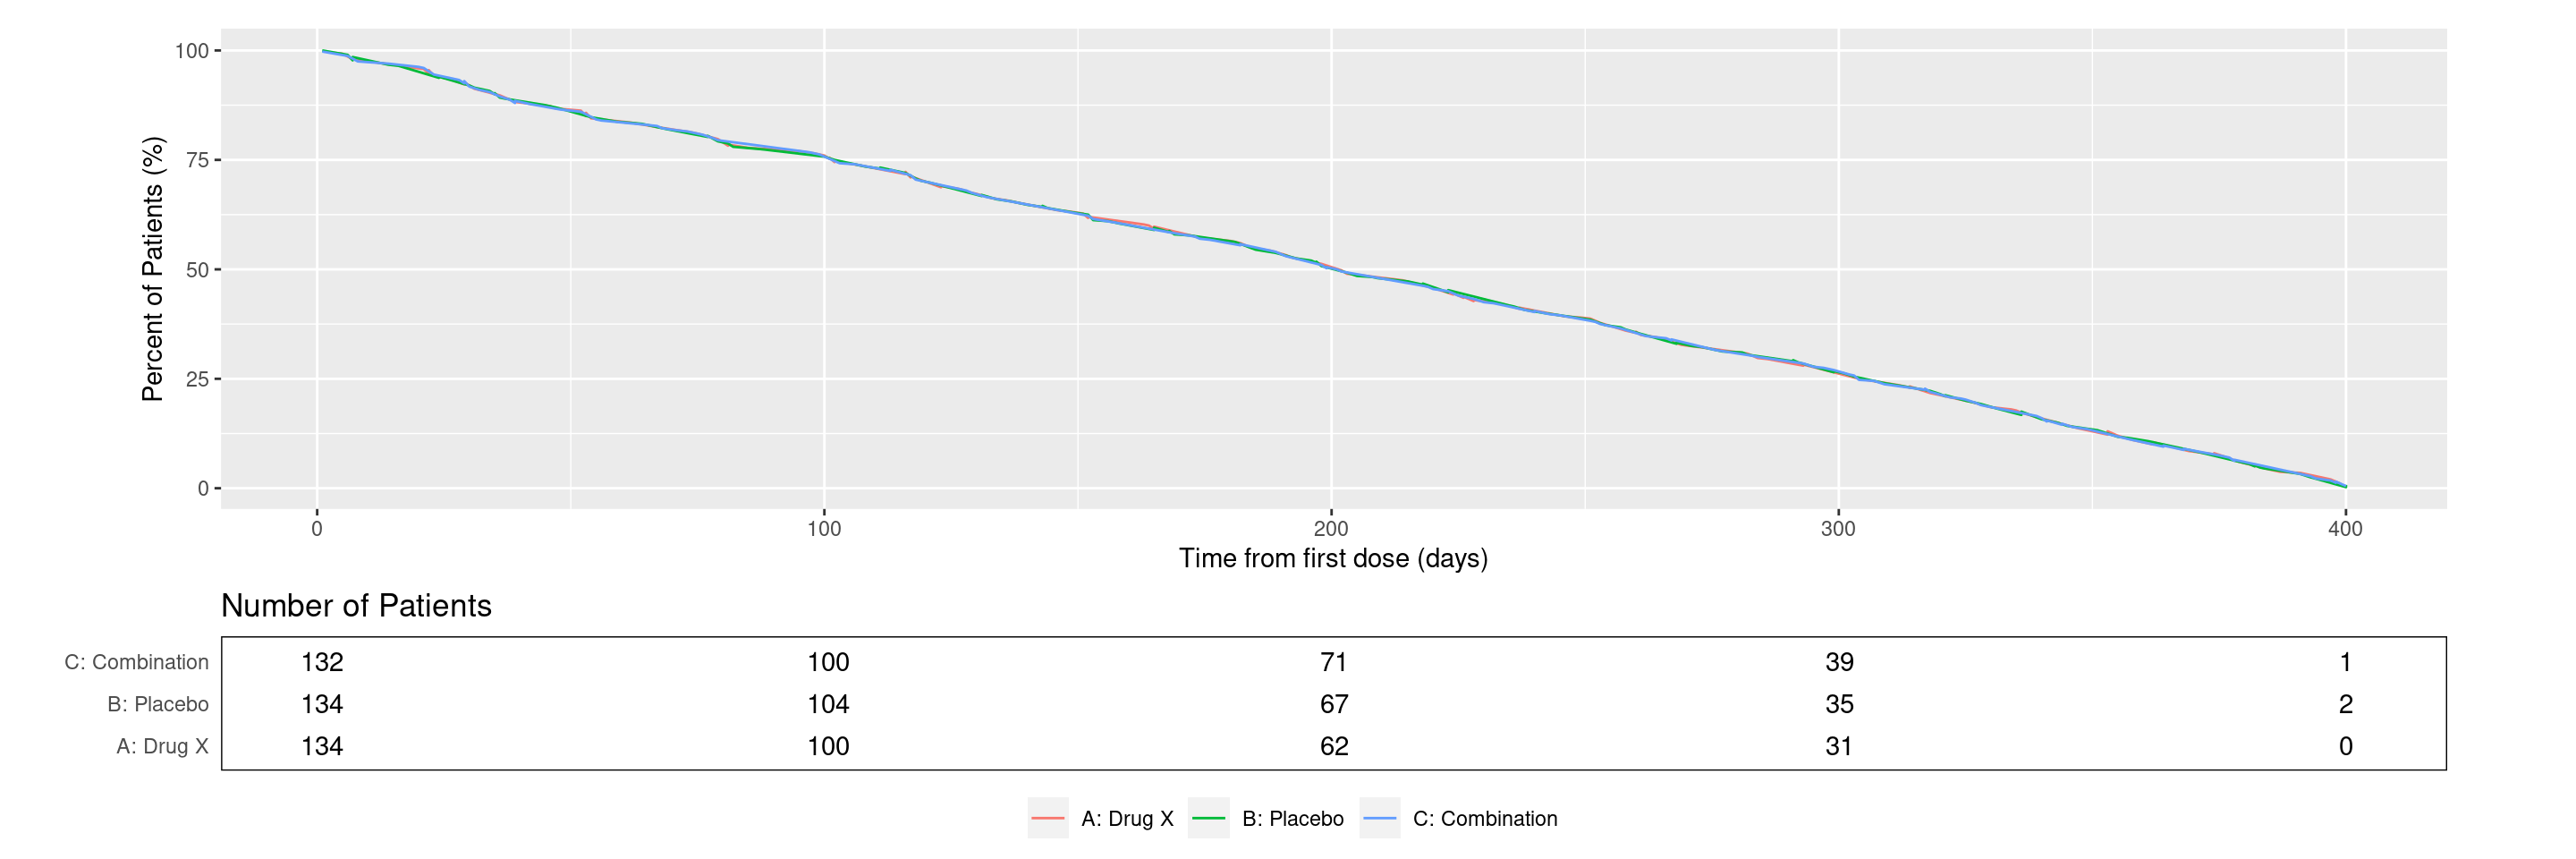 100
75
50
25
0
Percent of Patients (%)
0 100 200 300 400
Time from first dose (days)
Number of Patients
C: Combination 132 100 71 39 1
B: Placebo 134 104 67 35 2
A: Drug X 134 100 62 31 0
A: Drug X B: Placebo C: Combination